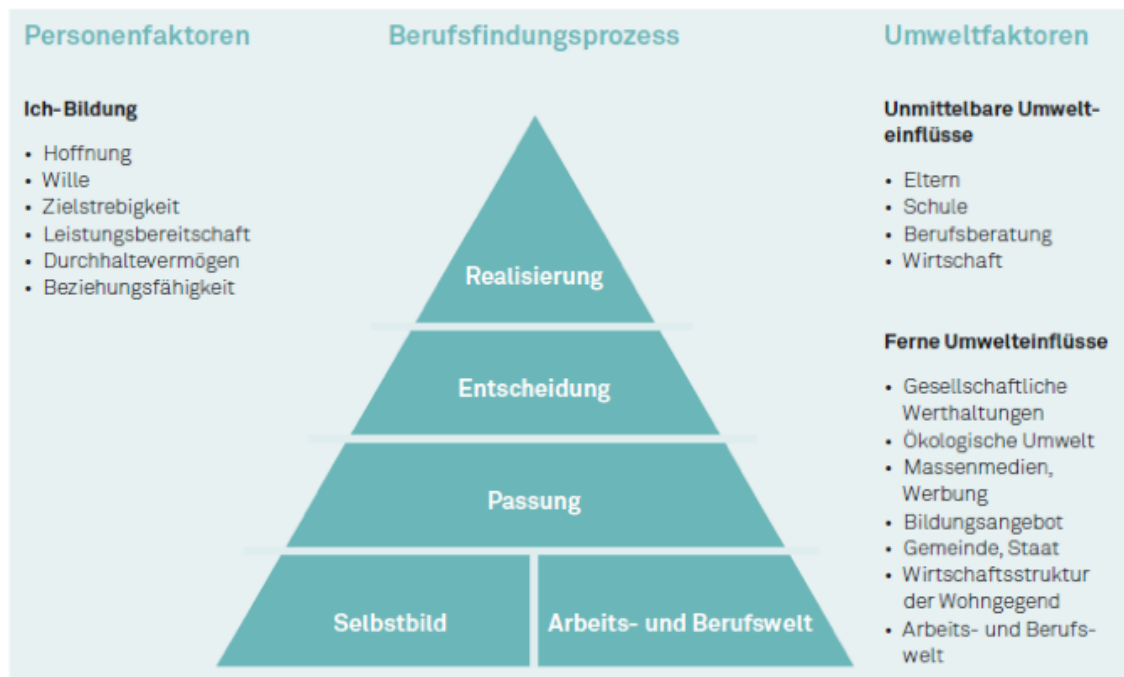 Personenfaktoren
Berufsfindungsprozess
Umweltfaktoren
Ich-Bildung
• Hoffnung
• Wille
• Zielstrebigkeit
• Leistungsbereitschaft
• Durchhaltevermögen
• Beziehungsfähigkeit
Realisierung
Entscheidung
Passung
Selbstbild
Arbeits- und Berufswelt
Unmittelbare Umwelt-
einflüsse
• Eltern
• Schule
• Berufsberatung
• Wirtschaft
Ferne Umwelteinflüsse
• Gesellschaftliche
Werthaltungen
• Ökologische Umwelt
• Massenmedien,
Werbung
• Bildungsangebot
• Gemeinde, Staat
• Wirtschaftsstruktur
der Wohngegend
• Arbeits- und Berufs-
welt